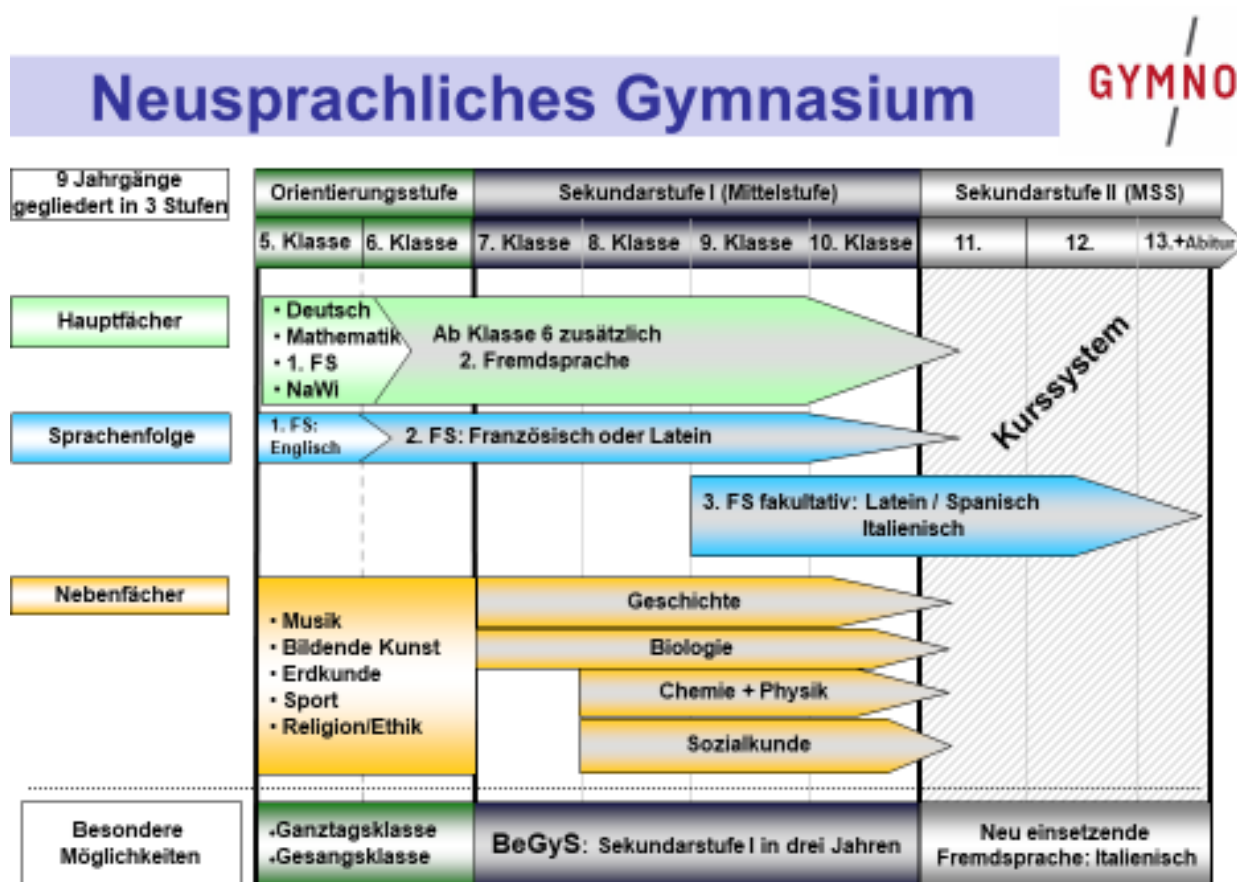 Neusprachliches Gymnasium
GYMNO
9 Jahrgänge
gegliedert in 3 Stufen
Orientierungsstufe
Sekundarstufe I (Mittelstufe)
Sekundarstufe II (MSS)
5. Klasse
6. Klasse
7. Klasse
8. Klasse
9. Klasse
10. Klasse
11.
12.
13.+Abitur
Hauptfächer
• Deutsch
• Mathematik
• 1. FS
• NaWi
Ab Klasse 6 zusätzlich
2. Fremdsprache
Kurssystem
Sprachenfolge
1. FS:
Englisch
2. FS: Französisch oder Latein
3. FS fakultativ: Latein / Spanisch
Italienisch
Nebenfächer
• Musik
• Bildende Kunst
• Erdkunde
• Sport
• Religion/Ethik
Geschichte
Biologie
Chemie + Physik
Sozialkunde
Besondere
Möglichkeiten
•Ganztagsklasse
•Gesangsklasse
BeGyS: Sekundarstufe I in drei Jahren
Neu einsetzende
Fremdsprache: Italienisch